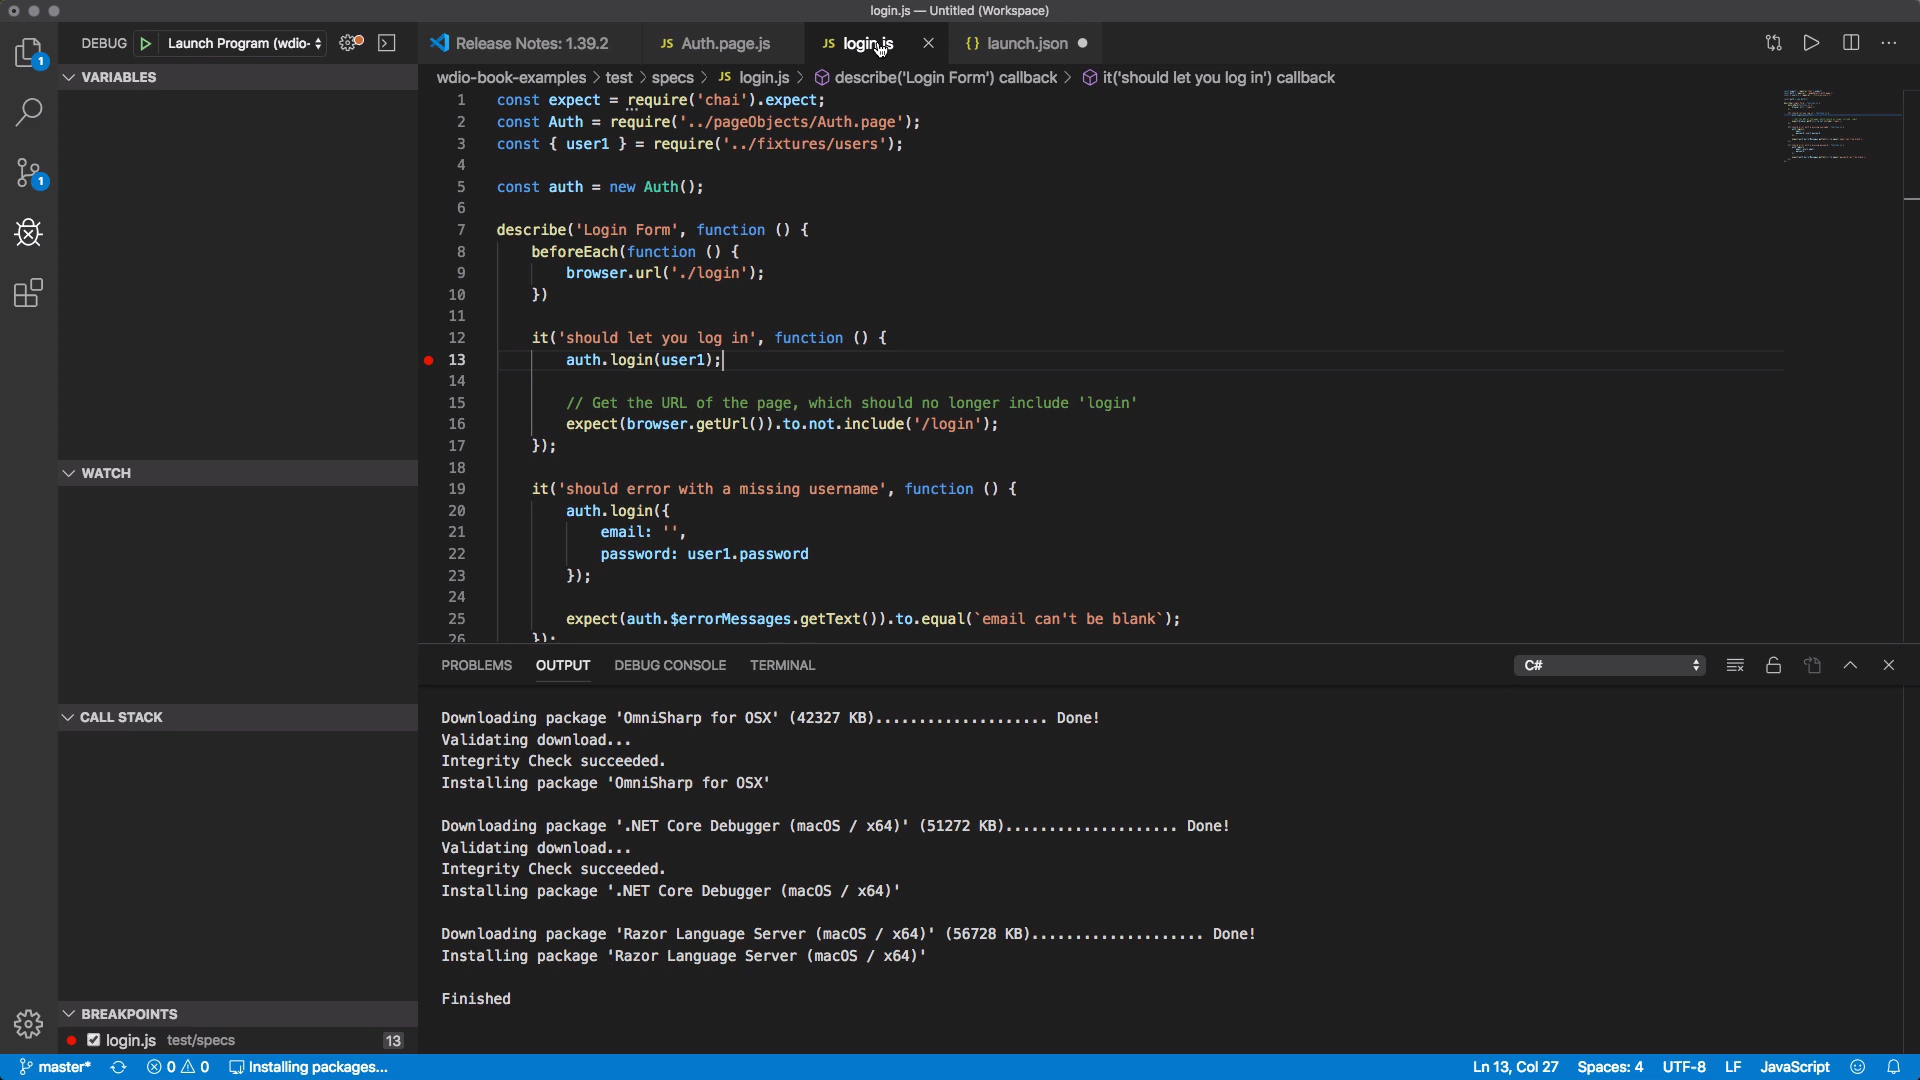 login.js — Untitled (Workspace)
1
1
DEBUG Launch Program (wdio-
Release Notes: 1.39.2
JS Auth.page.js
JS login.js
{} launch.json
VARIABLES
wdio-book-examples > test > specs > JS login.js > describe('Login Form') callback > it('should let you log in') callback
1 const expect = require('chai').expect;
2 const Auth = require('../pageObjects/Auth.page');
3 const { user1 } = require('../fixtures/users');
4
5 const auth = new Auth();
6
7 describe('Login Form', function () {
8 beforeEach(function () {
9 browser.url('./login');
10 })
11
12 it('should let you log in', function () {
13 auth.login(user1);
14
15 // Get the URL of the page, which should no longer include 'login'
16 expect(browser.getUrl()).to.not.include('/login');
17 });
18
19 it('should error with a missing username', function () {
20 auth.login({
21 email: '',
22 password: user1.password
23 });
24
25 expect(auth.$errorMessages.getText()).to.equal(`email can't be blank`);
26 });
WATCH
CALL STACK
BREAKPOINTS
login.js test/specs 13
PROBLEMS OUTPUT DEBUG CONSOLE TERMINAL
C#
Downloading package 'OmniSharp for OSX' (42327 KB).................... Done!
Validating download...
Integrity Check succeeded.
Installing package 'OmniSharp for OSX'
Downloading package '.NET Core Debugger (macOS / x64)' (51272 KB).................... Done!
Validating download...
Integrity Check succeeded.
Installing package '.NET Core Debugger (macOS / x64)'
Downloading package 'Razor Language Server (macOS / x64)' (56728 KB).................... Done!
Installing package 'Razor Language Server (macOS / x64)'
Finished
master* 0 0 Installing packages... Ln 13, Col 27 Spaces: 4 UTF-8 LF JavaScript